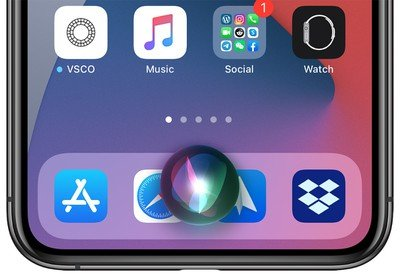 1
VSCO
Music
Social
Watch